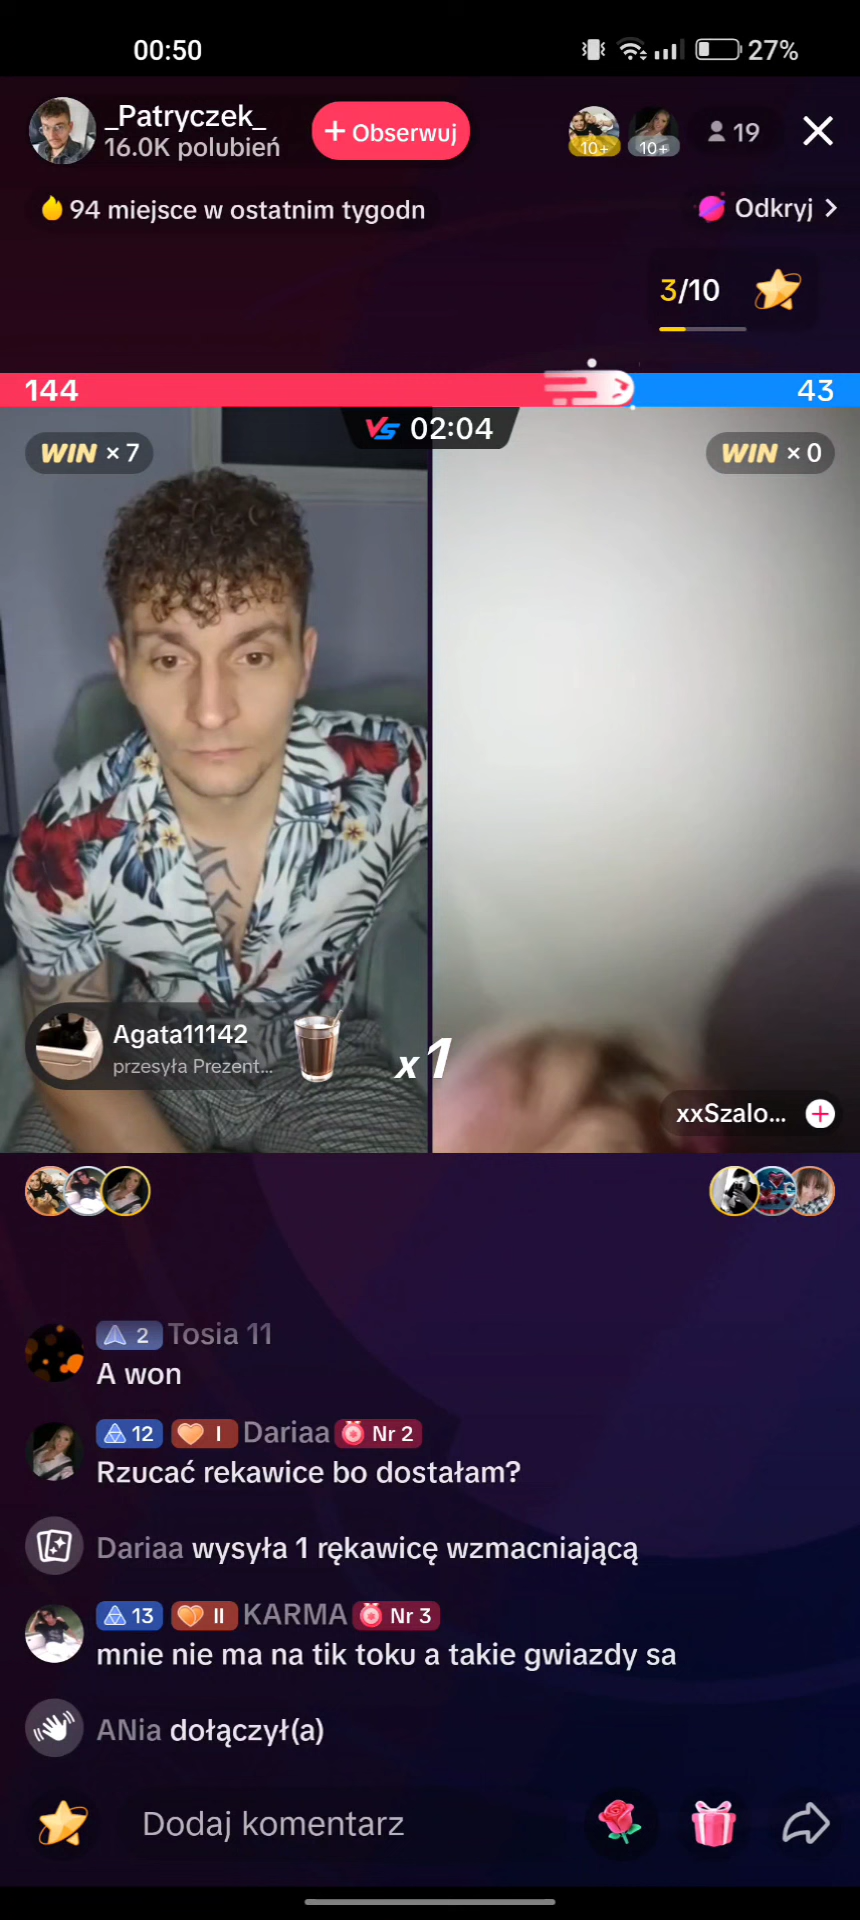 00:50
27%
_Patryczek_
16.0K polubień
+ Obserwuj
10+
10+
19
94 miejsce w ostatnim tygodn
Odkryj >
3/10
144
43
WIN × 7
VS 02:04
WIN × 0
Agata11142
przesyła Prezent...
x1
xxSzalo...
2 Tosia 11
A won
12 I Dariaa Nr 2
Rzucać rekawice bo dostałam?
Dariaa wysyła 1 rękawicę wzmacniającą
13 II KARMA Nr 3
mnie nie ma na tik toku a takie gwiazdy sa
ANia dołączył(a)
Dodaj komentarz